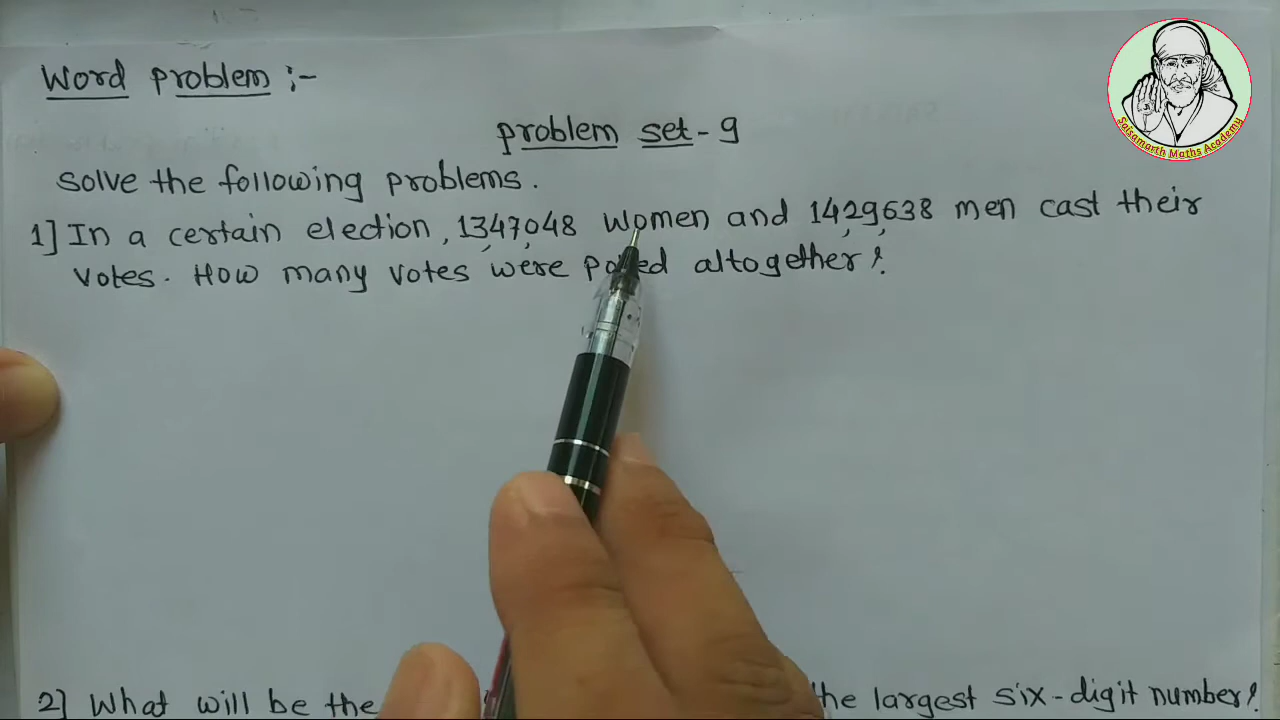 Word problem :-
problem set - 9
solve the following problems.
1] In a certain election, 1347048 women and 1429638 men cast their
votes. How many votes were polled altogether?
2] What will be the the largest six-digit number?
Saisamarth Maths Academy